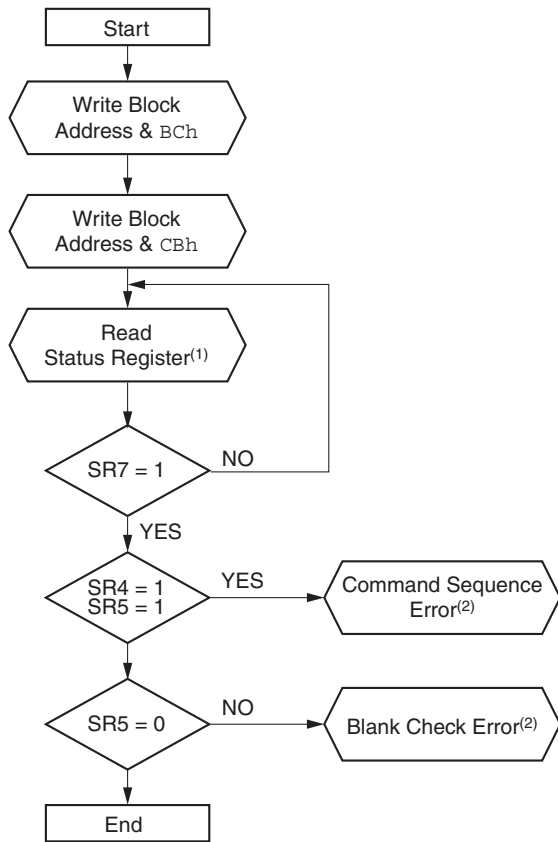 Start
Write Block
Address & BCh
Write Block
Address & CBh
Read
Status Register(1)
SR7 = 1
NO
YES
SR4 = 1
SR5 = 1
YES
Command Sequence
Error(2)
SR5 = 0
NO
Blank Check Error(2)
End